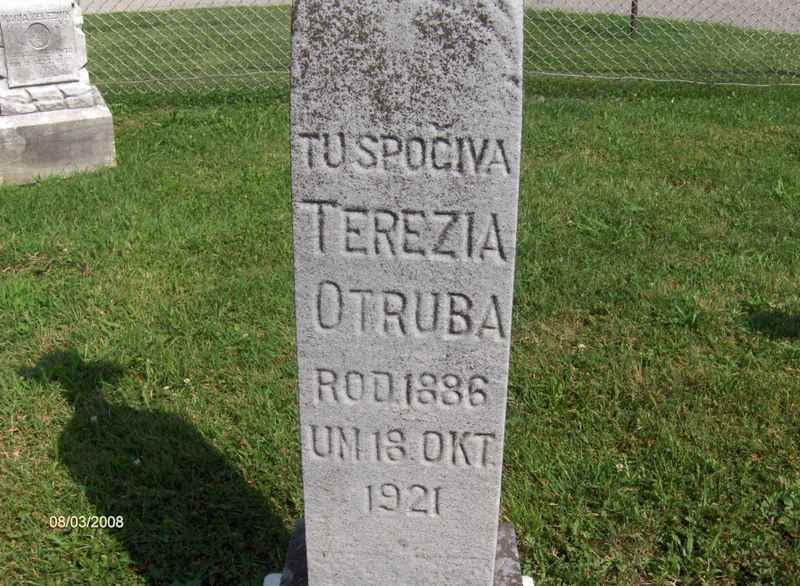 TU SPOČIVA
TEREZIA
OTRUBA
ROD. 1886
UM. 18. OKT.
1921
08/03/2008